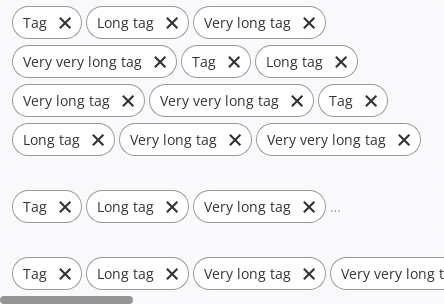 Tag Long tag Very long tag
Very very long tag Tag Long tag
Very long tag Very very long tag Tag
Long tag Very long tag Very very long tag
Tag Long tag Very long tag ...
Tag Long tag Very long tag Very very long t